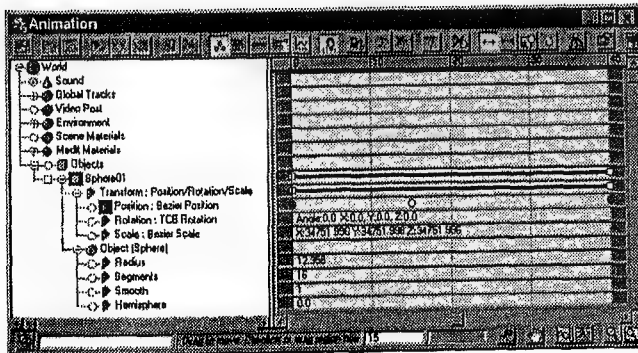 Animation
World
Sound
Global Tracks
Video Post
Environment
Scene Materials
Medit Materials
Objects
Sphere01
Transform : Position/Rotation/Scale
Position : Bezier Position
Rotation : TCB Rotation
Scale : Bezier Scale
Object (Sphere)
Radius
Segments
Smooth
Hemisphere
Angle:0.0 X:0.0, Y:0.0, Z:0.0
12.958
16
1
0.0
15